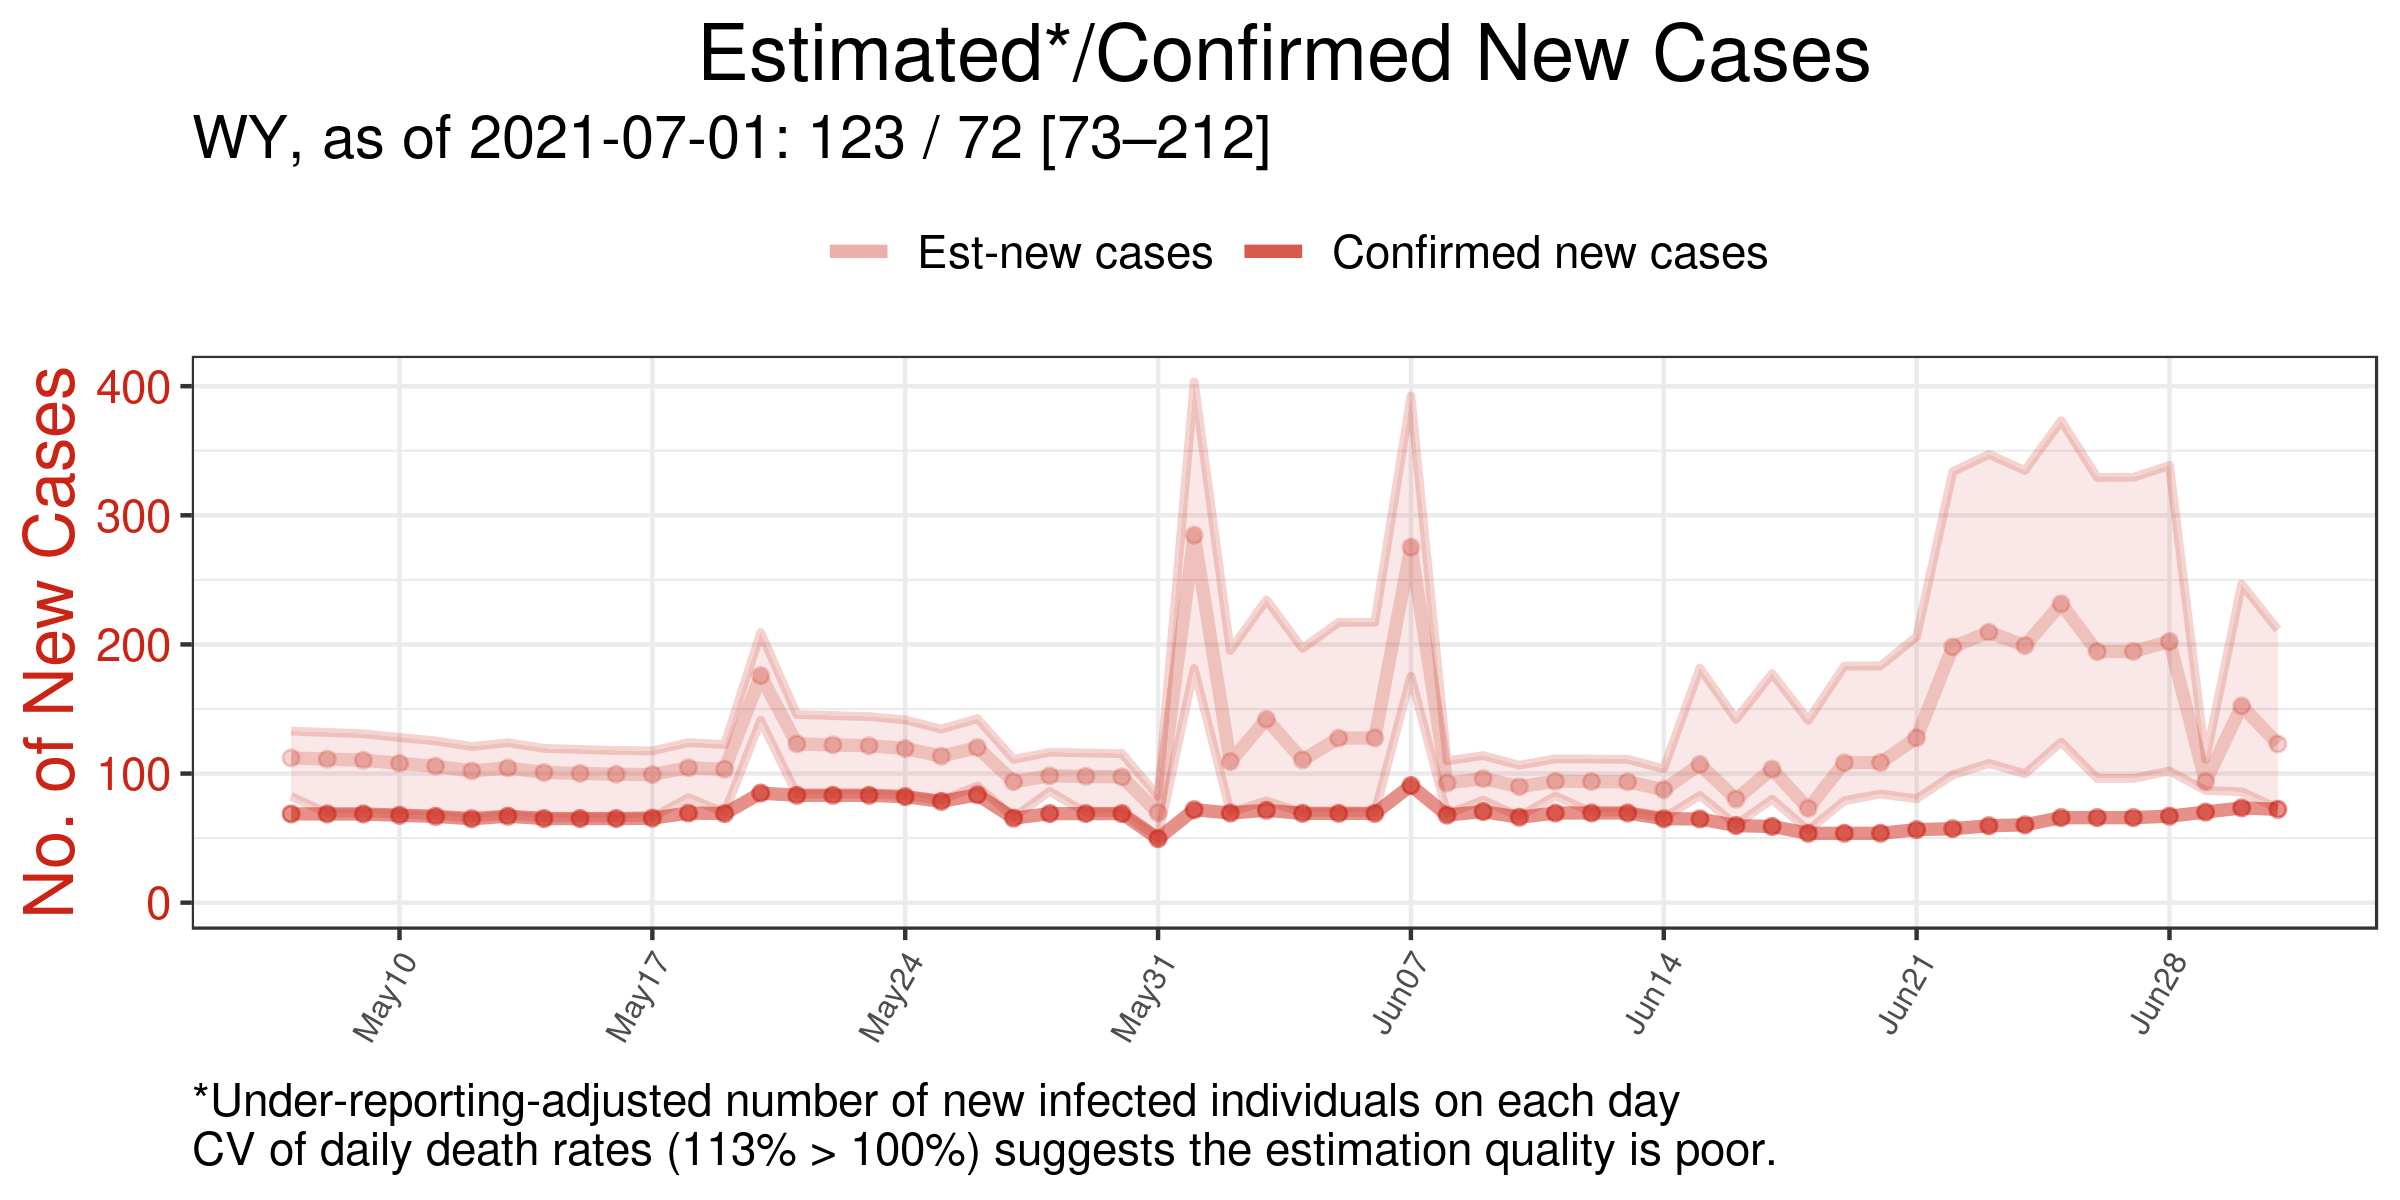 Estimated*/Confirmed New Cases
WY, as of 2021-07-01: 123 / 72 [73–212]
Est-new cases
Confirmed new cases
No. of New Cases
400
300
200
100
0
May10
May17
May24
May31
Jun07
Jun14
Jun21
Jun28
*Under-reporting-adjusted number of new infected individuals on each day
CV of daily death rates (113% > 100%) suggests the estimation quality is poor.